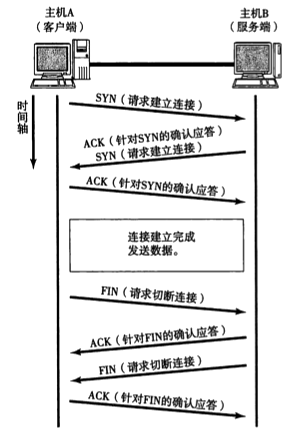 主机A
（客户端）
主机B
（服务端）
时间轴
SYN（请求建立连接）
ACK（针对SYN的确认应答）
SYN（请求建立连接）
ACK（针对SYN的确认应答）
连接建立完成
发送数据。
FIN（请求切断连接）
ACK（针对FIN的确认应答）
FIN（请求切断连接）
ACK（针对FIN的确认应答）